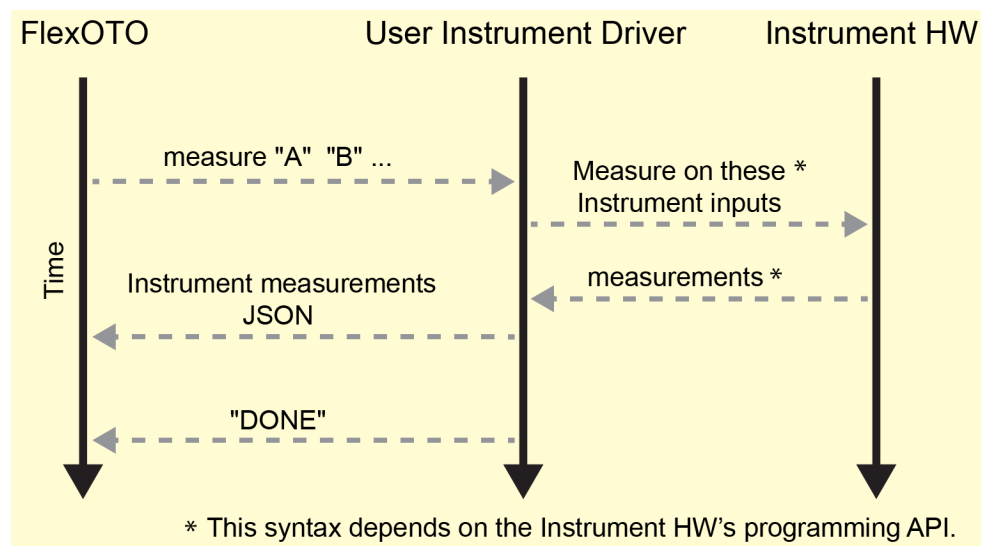 FlexOTO
User Instrument Driver
Instrument HW
measure "A" "B" ...
Measure on these *
Instrument inputs
measurements *
Time
Instrument measurements
JSON
"DONE"
* This syntax depends on the Instrument HW's programming API.